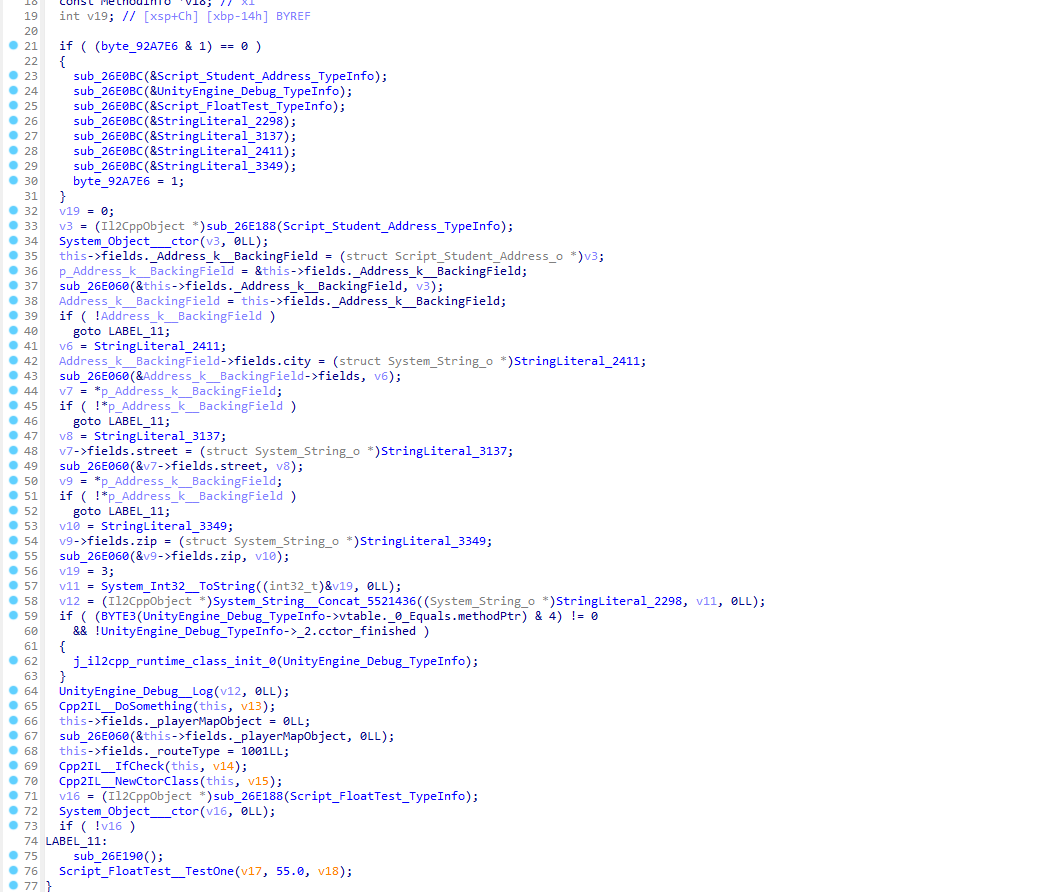 18 const MethodInfo *v18; // x1
19 int v19; // [xsp+Ch] [xbp-14h] BYREF
20
21 if ( (byte_92A7E6 & 1) == 0 )
22 {
23 sub_26E0BC(&Script_Student_Address_TypeInfo);
24 sub_26E0BC(&UnityEngine_Debug_TypeInfo);
25 sub_26E0BC(&Script_FloatTest_TypeInfo);
26 sub_26E0BC(&StringLiteral_2298);
27 sub_26E0BC(&StringLiteral_3137);
28 sub_26E0BC(&StringLiteral_2411);
29 sub_26E0BC(&StringLiteral_3349);
30 byte_92A7E6 = 1;
31 }
32 v19 = 0;
33 v3 = (Il2CppObject *)sub_26E188(Script_Student_Address_TypeInfo);
34 System_Object___ctor(v3, 0LL);
35 this->fields._Address_k__BackingField = (struct Script_Student_Address_o *)v3;
36 p_Address_k__BackingField = &this->fields._Address_k__BackingField;
37 sub_26E060(&this->fields._Address_k__BackingField, v3);
38 Address_k__BackingField = this->fields._Address_k__BackingField;
39 if ( !Address_k__BackingField )
40 goto LABEL_11;
41 v6 = StringLiteral_2411;
42 Address_k__BackingField->fields.city = (struct System_String_o *)StringLiteral_2411;
43 sub_26E060(&Address_k__BackingField->fields, v6);
44 v7 = *p_Address_k__BackingField;
45 if ( !*p_Address_k__BackingField )
46 goto LABEL_11;
47 v8 = StringLiteral_3137;
48 v7->fields.street = (struct System_String_o *)StringLiteral_3137;
49 sub_26E060(&v7->fields.street, v8);
50 v9 = *p_Address_k__BackingField;
51 if ( !*p_Address_k__BackingField )
52 goto LABEL_11;
53 v10 = StringLiteral_3349;
54 v9->fields.zip = (struct System_String_o *)StringLiteral_3349;
55 sub_26E060(&v9->fields.zip, v10);
56 v19 = 3;
57 v11 = System_Int32__ToString((int32_t)&v19, 0LL);
58 v12 = (Il2CppObject *)System_String__Concat_5521436((System_String_o *)StringLiteral_2298, v11, 0LL);
59 if ( (BYTE3(UnityEngine_Debug_TypeInfo->vtable._0_Equals.methodPtr) & 4) != 0
60 && !UnityEngine_Debug_TypeInfo->_2.cctor_finished )
61 {
62 j_il2cpp_runtime_class_init_0(UnityEngine_Debug_TypeInfo);
63 }
64 UnityEngine_Debug__Log(v12, 0LL);
65 Cpp2IL__DoSomething(this, v13);
66 this->fields._playerMapObject = 0LL;
67 sub_26E060(&this->fields._playerMapObject, 0LL);
68 this->fields._routeType = 1001LL;
69 Cpp2IL__IfCheck(this, v14);
70 Cpp2IL__NewCtorClass(this, v15);
71 v16 = (Il2CppObject *)sub_26E188(Script_FloatTest_TypeInfo);
72 System_Object___ctor(v16, 0LL);
73 if ( !v16 )
74 LABEL_11:
75 sub_26E190();
76 Script_FloatTest__TestOne(v17, 55.0, v18);
77 }